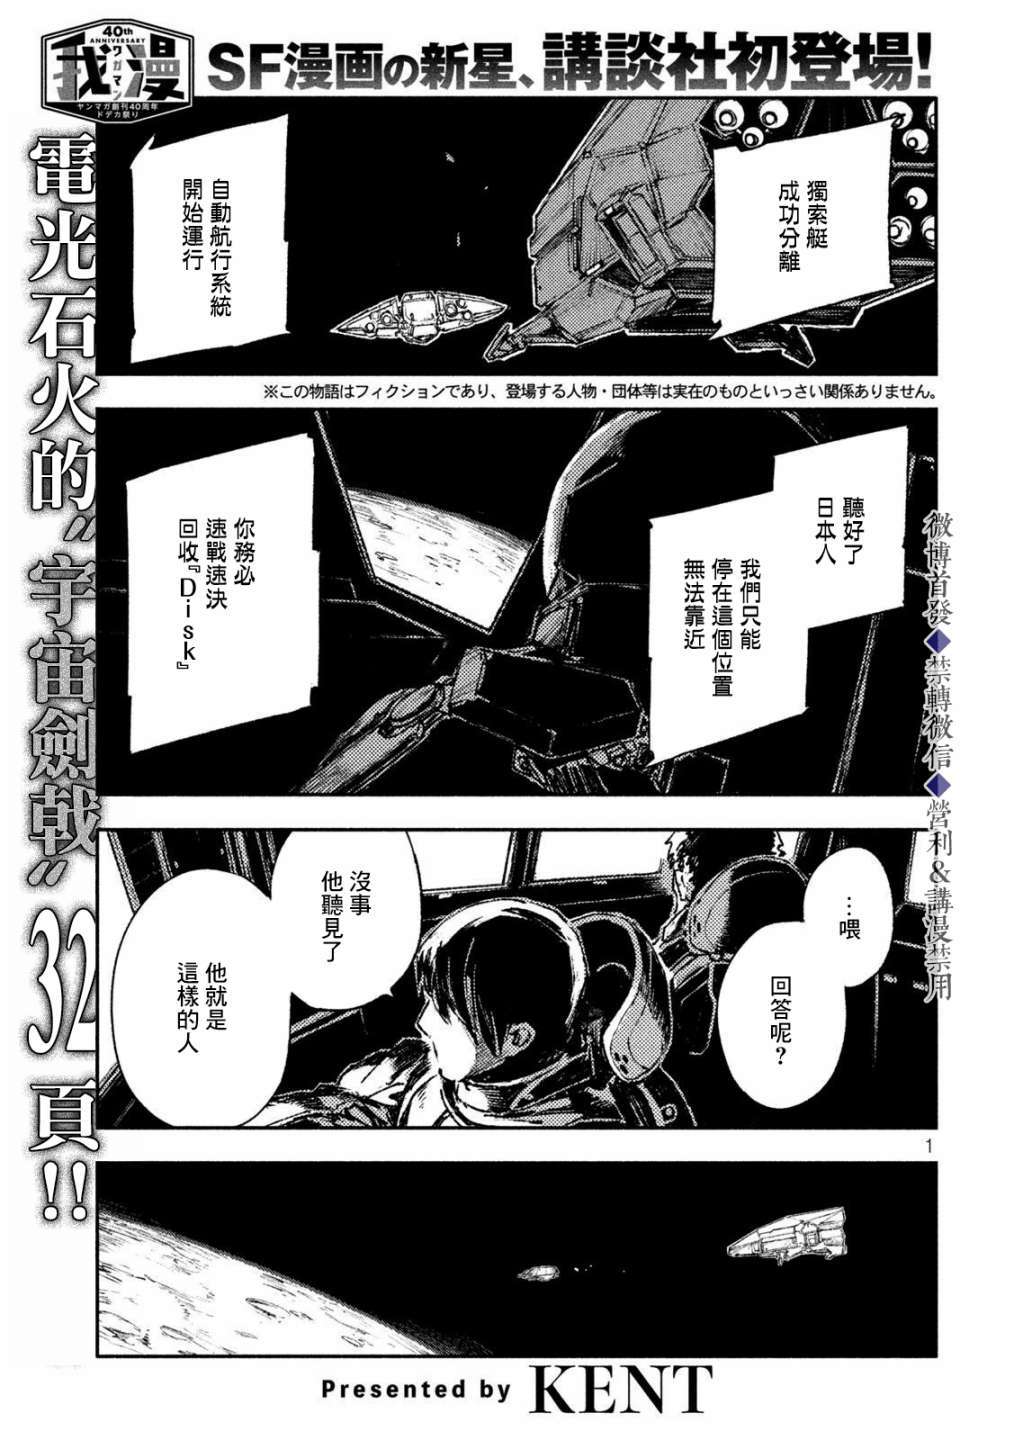 40th
ANNIVERSARY
ワガマン
我漫
ヤンマガ創刊40周年
ドデカ祭り
SF漫画の新星、講談社初登場!
電光石火的〝宇宙劍戟〟32頁!!
獨索艇
成功分離
自動航行系統
開始運行
※この物語はフィクションであり、登場する人物・団体等は実在のものといっさい関係ありません。
聽好了
日本人
我們只能
停在這個位置
無法靠近
你務必
速戰速決
回收『Disk』
微博首發◆禁轉微信◆營利&講漫禁用
…喂
回答呢?
沒事
他聽見了
他就是
這樣的人
1
Presented by KENT